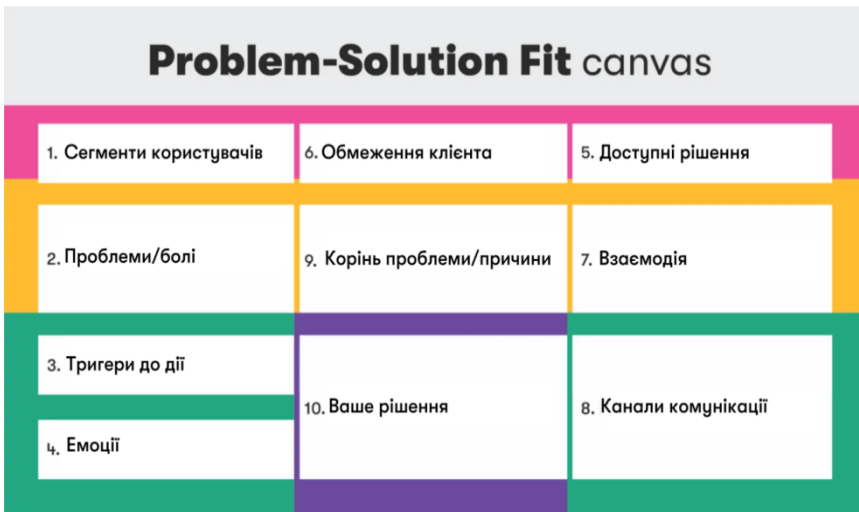 Problem-Solution Fit canvas
1. Сегменти користувачів
6. Обмеження клієнта
5. Доступні рішення
2. Проблеми/болі
9. Корінь проблеми/причини
7. Взаємодія
3. Тригери до дії
4. Емоції
10. Ваше рішення
8. Канали комунікації